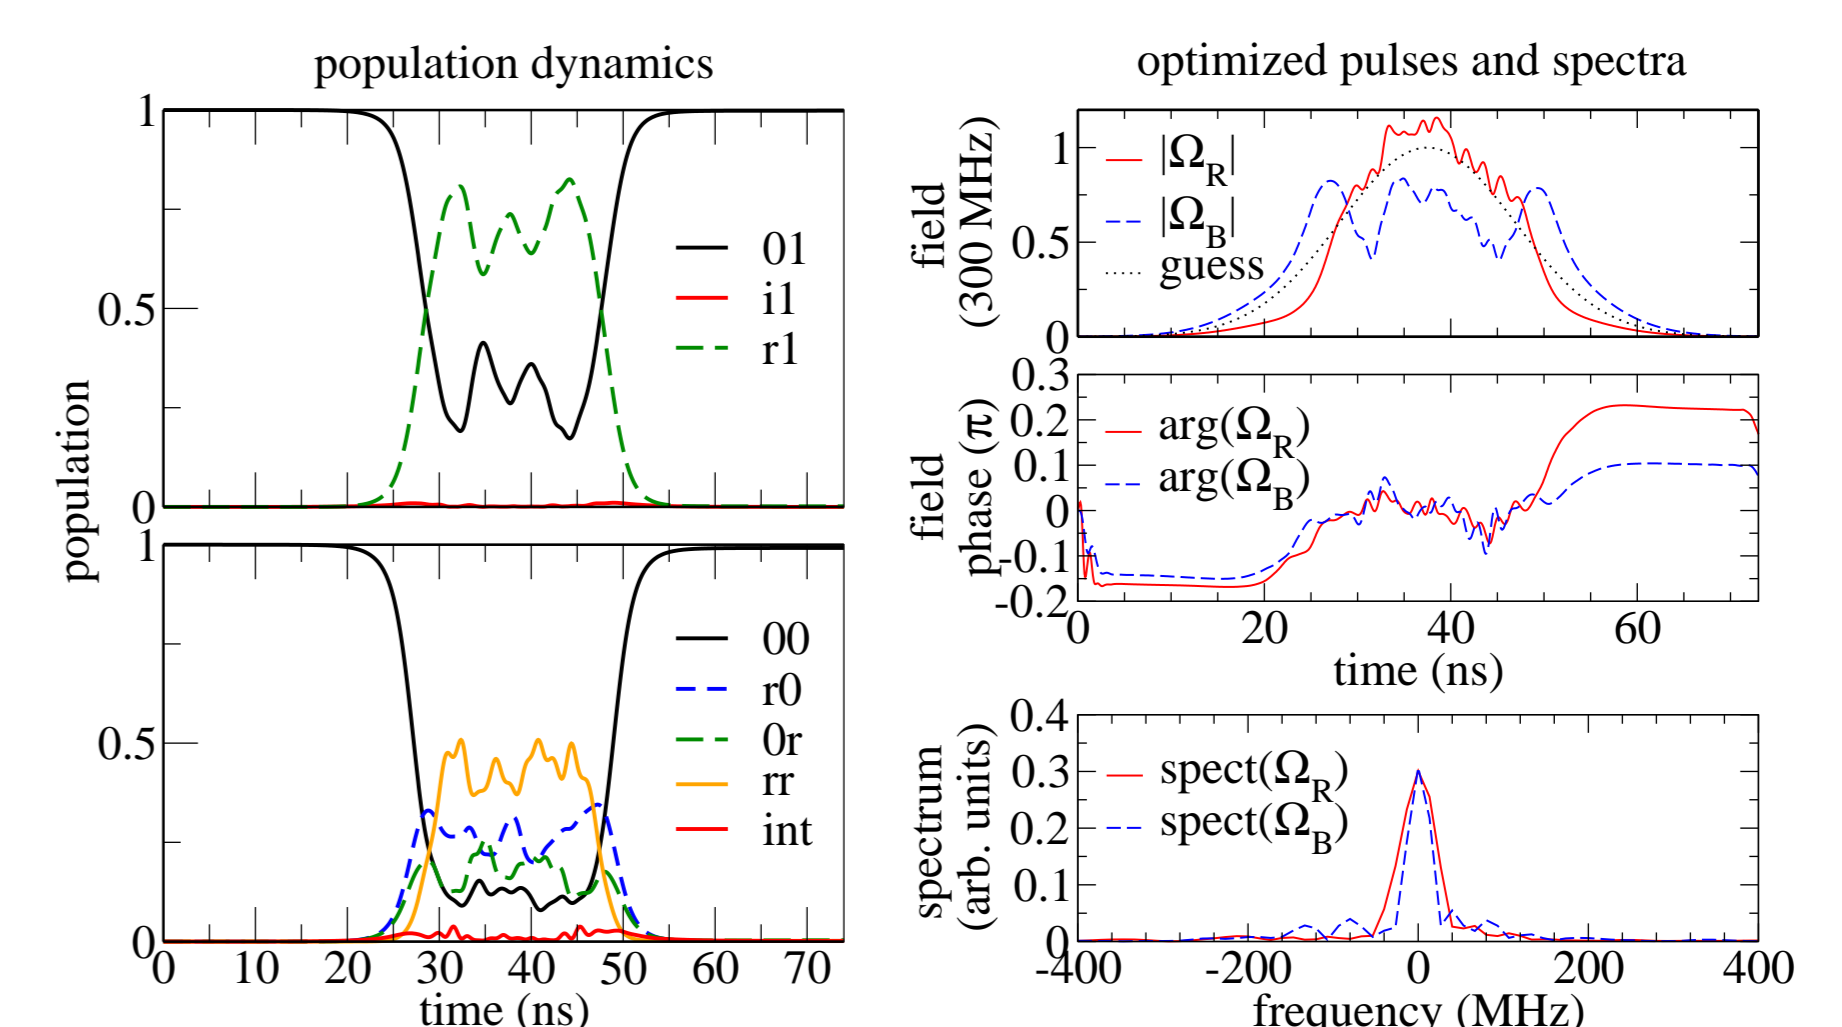 population dynamics
1
0.5
0
01
i1
r1
population
1
0.5
0
00
r0
0r
rr
int
0 10 20 30 40 50 60 70
time (ns)
optimized pulses and spectra
field
(300 MHz)
1
0.5
0
|Ω_R|
|Ω_B|
guess
field
phase (π)
0.3
0.2
0.1
0
-0.1
-0.2
arg(Ω_R)
arg(Ω_B)
0 20 40 60
time (ns)
spectrum
(arb. units)
0.4
0.3
0.2
0.1
0
spect(Ω_R)
spect(Ω_B)
-400 -200 0 200 400
frequency (MHz)